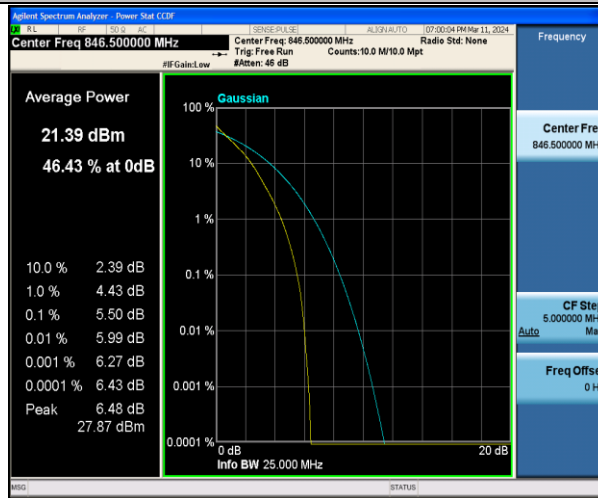 Agilent Spectrum Analyzer - Power Stat CCDF
RL RF 50 Ω AC SENSE:PULSE ALIGNAUTO 07:00:04 PM Mar 11, 2024
Center Freq 846.500000 MHz
Center Freq: 846.500000 MHz Radio Std: None
Trig: Free Run Counts:10.0 M/10.0 Mpt
#IFGain:Low #Atten: 46 dB
Frequency
Average Power
21.39 dBm
46.43 % at 0dB
10.0 % 2.39 dB
1.0 % 4.43 dB
0.1 % 5.50 dB
0.01 % 5.99 dB
0.001 % 6.27 dB
0.0001 % 6.43 dB
Peak 6.48 dB
27.87 dBm
Gaussian
100 %
10 %
1 %
0.1 %
0.01 %
0.001 %
0.0001 %
0 dB 20 dB
Info BW 25.000 MHz
Center Fre
846.500000 MH
CF Ste
5.000000 MH
Auto Ma
Freq Offse
0 H
MSG STATUS